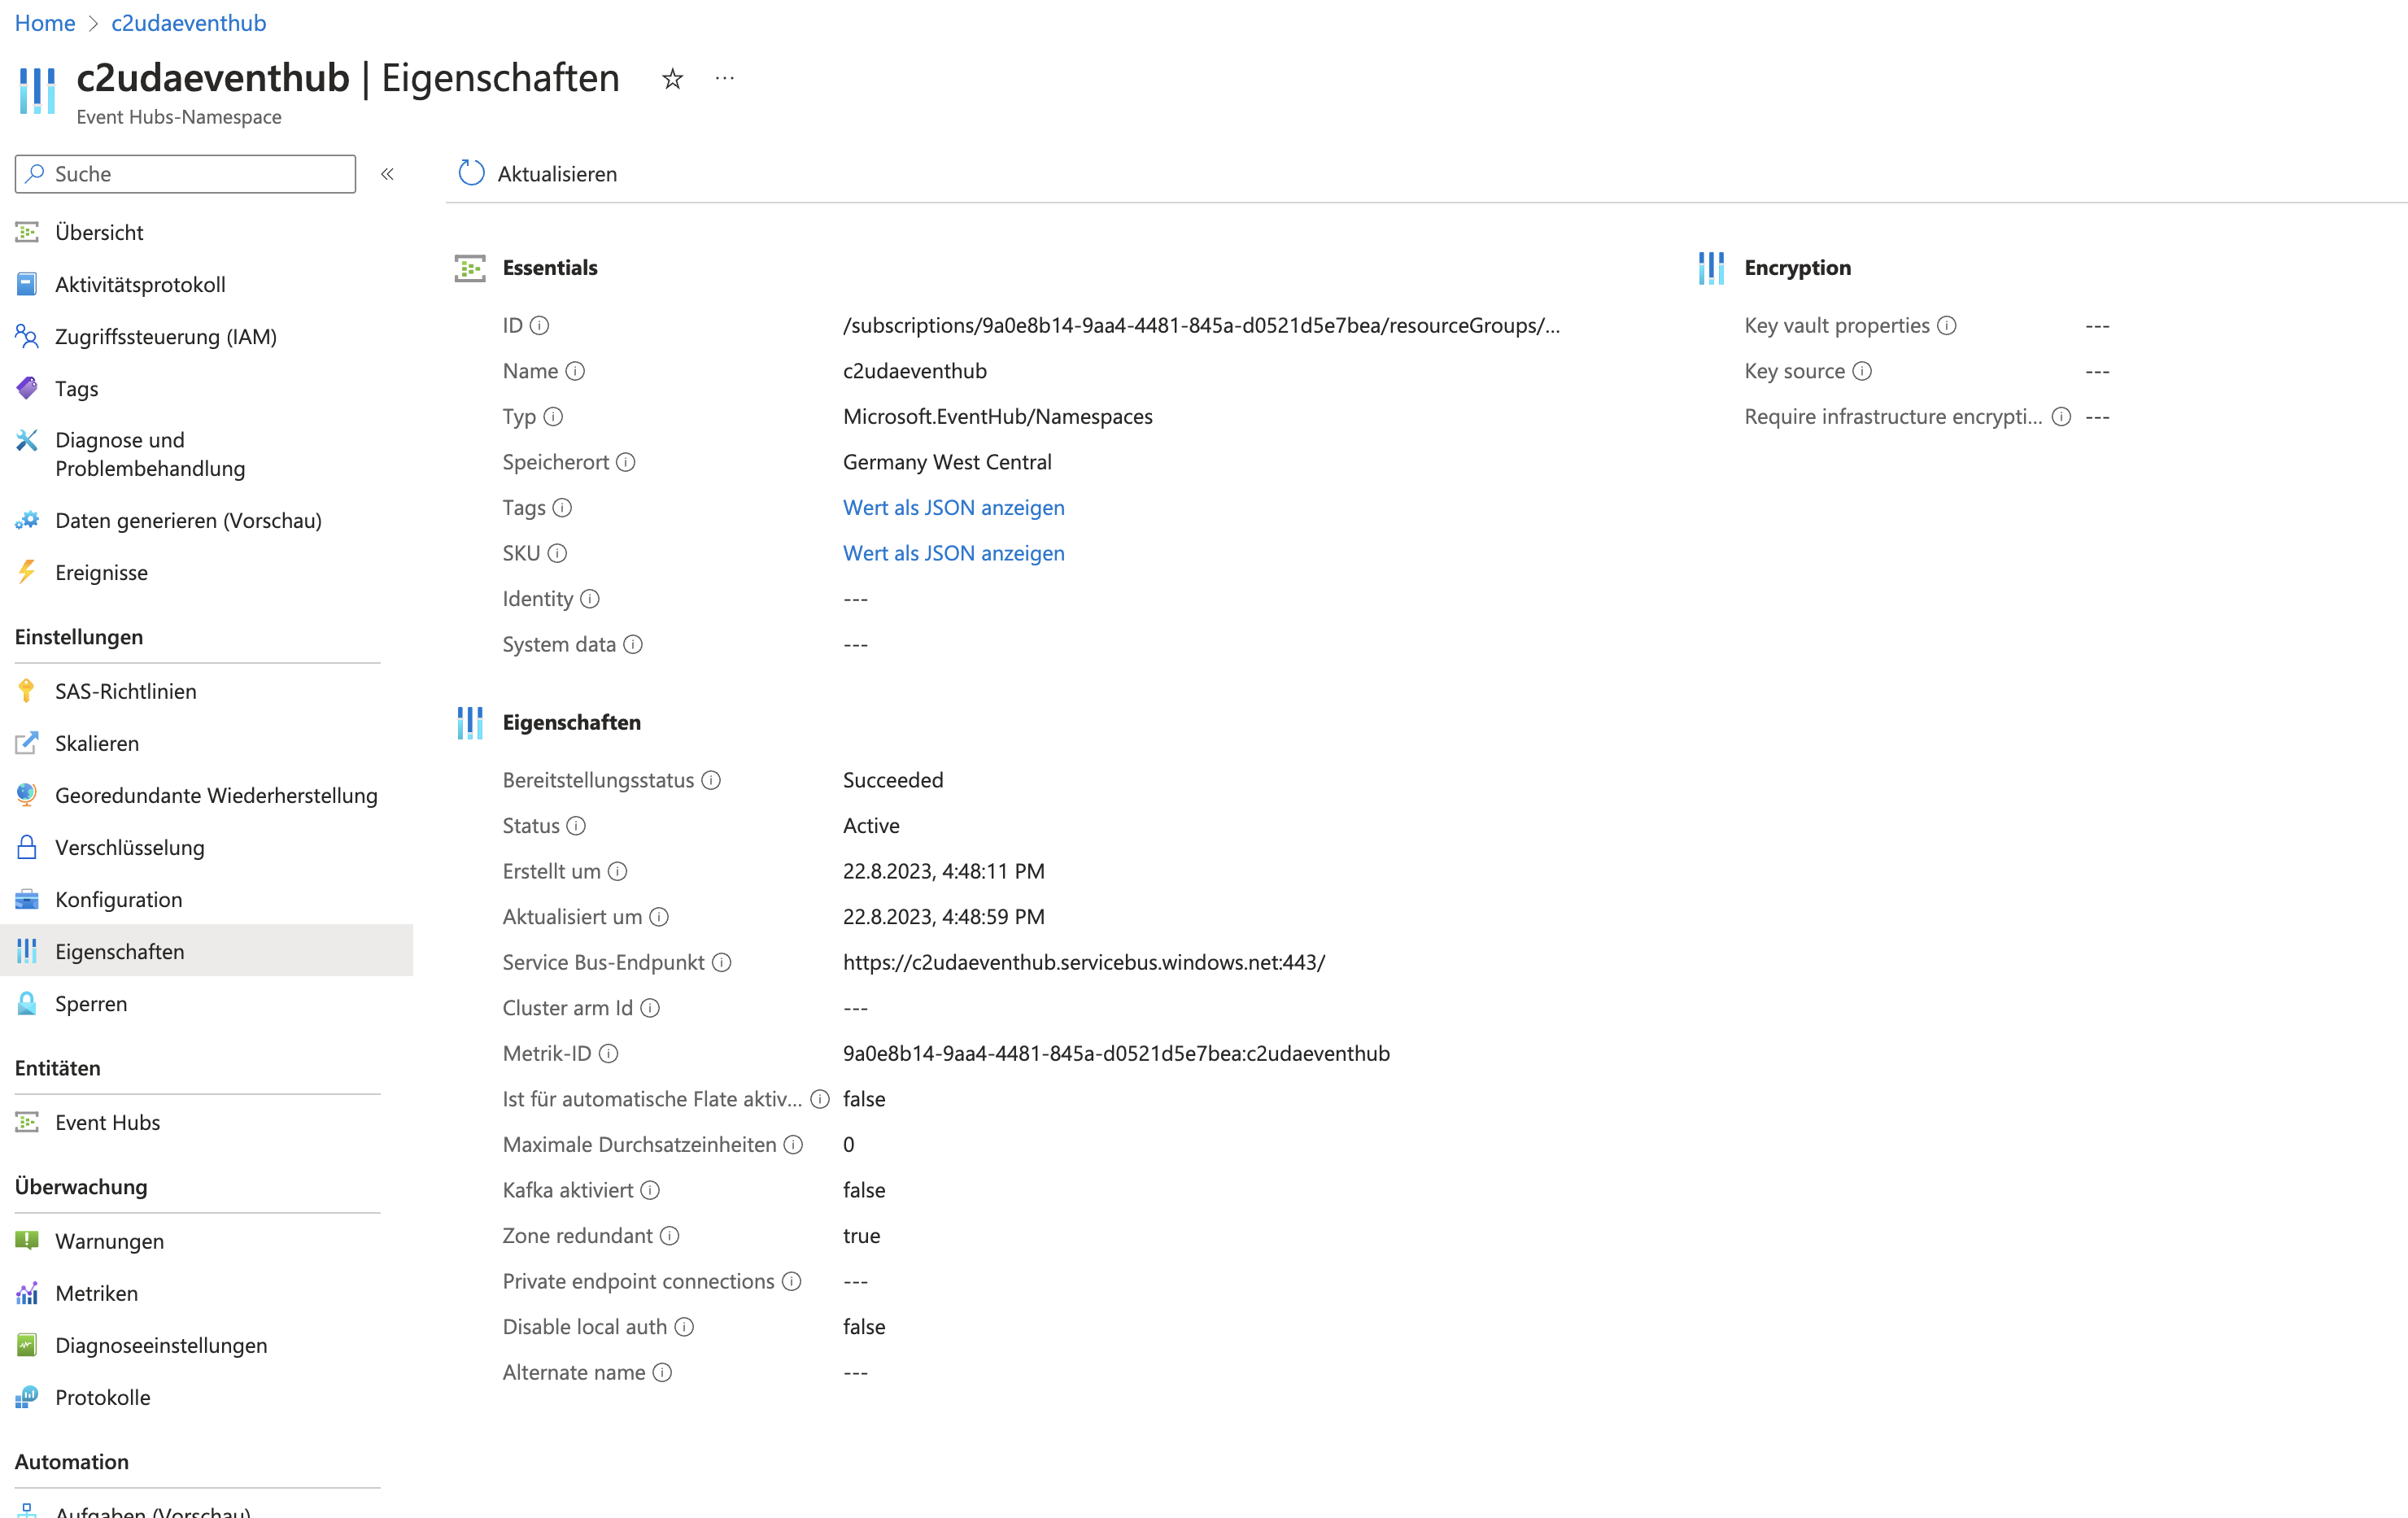 Home > c2udaeventhub
c2udaeventhub | Eigenschaften
Event Hubs-Namespace
Suche
Übersicht
Aktivitätsprotokoll
Zugriffssteuerung (IAM)
Tags
Diagnose und
Problembehandlung
Daten generieren (Vorschau)
Ereignisse
Einstellungen
SAS-Richtlinien
Skalieren
Georedundante Wiederherstellung
Verschlüsselung
Konfiguration
Eigenschaften
Sperren
Entitäten
Event Hubs
Überwachung
Warnungen
Metriken
Diagnoseeinstellungen
Protokolle
Automation
Aufgaben (Vorschau)
Aktualisieren
Essentials
ID /subscriptions/9a0e8b14-9aa4-4481-845a-d0521d5e7bea/resourceGroups/...
Name c2udaeventhub
Typ Microsoft.EventHub/Namespaces
Speicherort Germany West Central
Tags Wert als JSON anzeigen
SKU Wert als JSON anzeigen
Identity ---
System data ---
Eigenschaften
Bereitstellungsstatus Succeeded
Status Active
Erstellt um 22.8.2023, 4:48:11 PM
Aktualisiert um 22.8.2023, 4:48:59 PM
Service Bus-Endpunkt https://c2udaeventhub.servicebus.windows.net:443/
Cluster arm Id ---
Metrik-ID 9a0e8b14-9aa4-4481-845a-d0521d5e7bea:c2udaeventhub
Ist für automatische Flate aktiv... false
Maximale Durchsatzeinheiten 0
Kafka aktiviert false
Zone redundant true
Private endpoint connections ---
Disable local auth false
Alternate name ---
Encryption
Key vault properties ---
Key source ---
Require infrastructure encrypti... ---